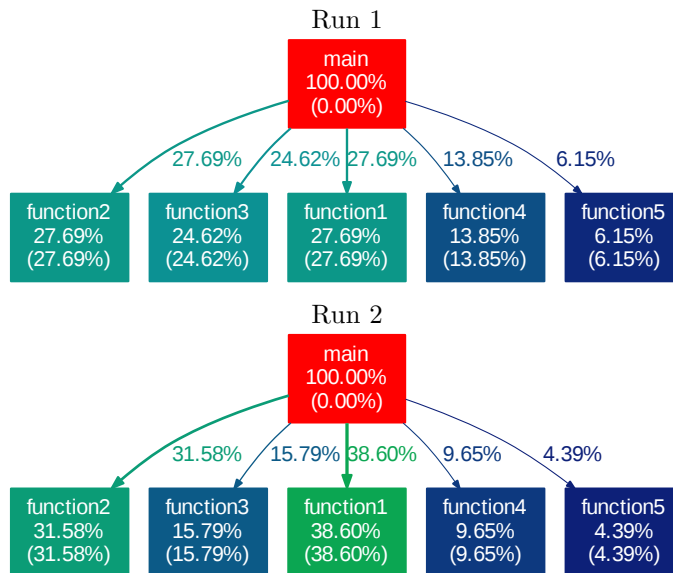 Run 1
main
100.00%
(0.00%)
27.69%
24.62%
27.69%
13.85%
6.15%
function2
27.69%
(27.69%)
function3
24.62%
(24.62%)
function1
27.69%
(27.69%)
function4
13.85%
(13.85%)
function5
6.15%
(6.15%)
Run 2
main
100.00%
(0.00%)
31.58%
15.79%
38.60%
9.65%
4.39%
function2
31.58%
(31.58%)
function3
15.79%
(15.79%)
function1
38.60%
(38.60%)
function4
9.65%
(9.65%)
function5
4.39%
(4.39%)